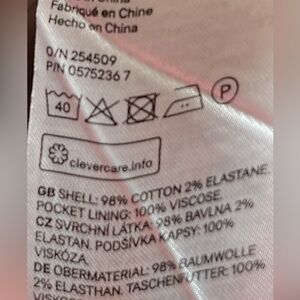 Fabriqué en Chine
Hecho en China
O/N 254509
P/N 0575236 7
40
P
clevercare.info
GB SHELL: 98% COTTON 2% ELASTANE.
POCKET LINING: 100% VISCOSE.
CZ SVRCHNÍ LÁTKA: 98% BAVLNA 2%
ELASTAN. PODŠÍVKA KAPSY: 100%
VISKÓZA.
DE OBERMATERIAL: 98% BAUMWOLLE
2% ELASTHAN. TASCHENFUTTER: 100%